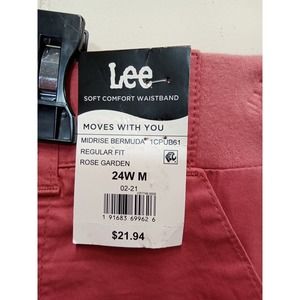 Lee
SOFT COMFORT WAISTBAND
MOVES WITH YOU
MIDRISE BERMUDA 1CPUB61
REGULAR FIT
ROSE GARDEN
24W M
02-21
1 91683 69962 6
$21.94